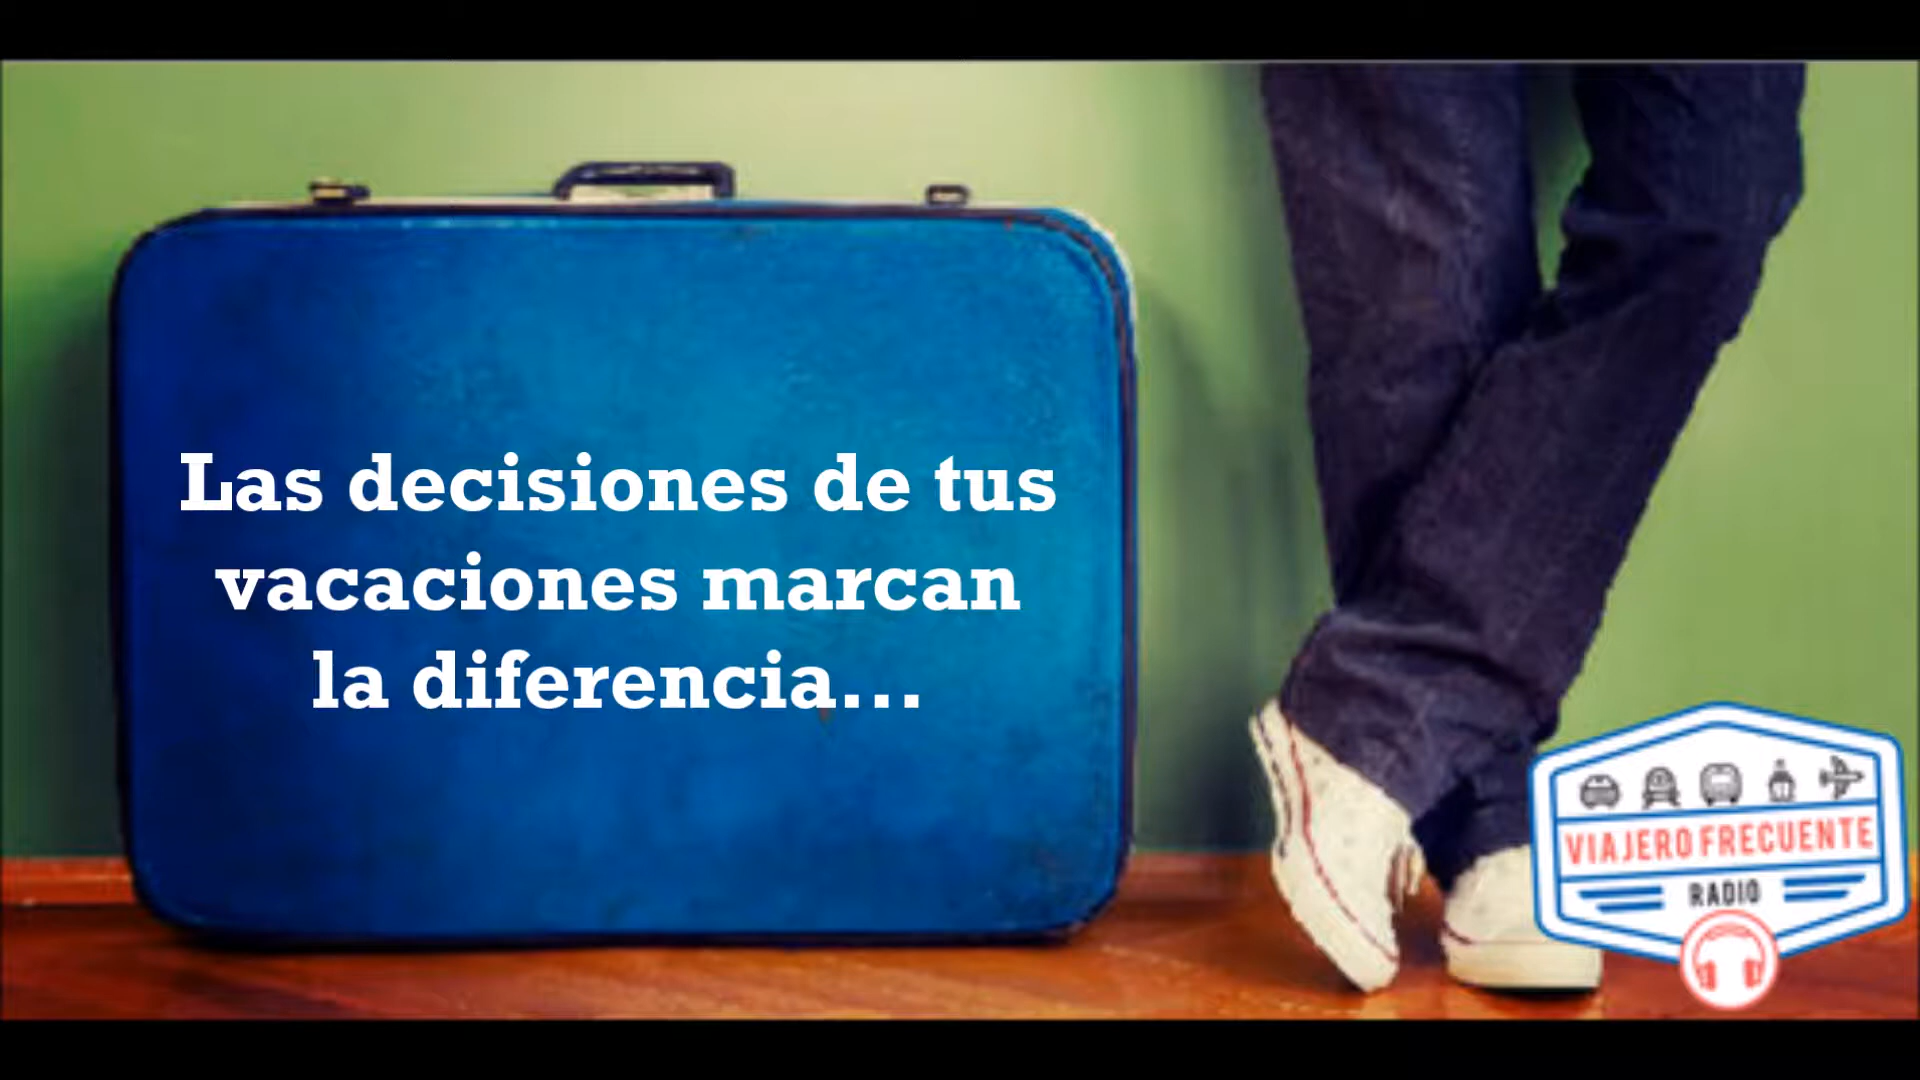 Las decisiones de tus
vacaciones marcan
la diferencia...
VIAJERO FRECUENTE
RADIO